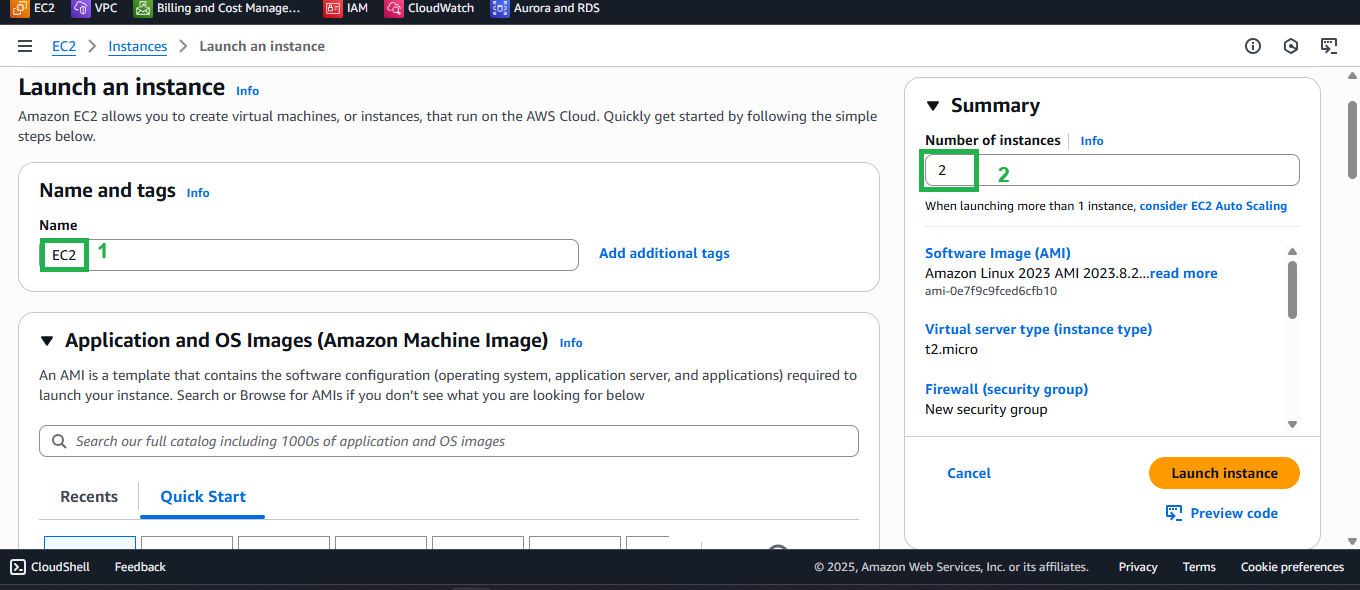 EC2 VPC Billing and Cost Manage... IAM CloudWatch Aurora and RDS
EC2 > Instances > Launch an instance
Launch an instance Info
Amazon EC2 allows you to create virtual machines, or instances, that run on the AWS Cloud. Quickly get started by following the simple
steps below.
Name and tags Info
Name
EC2 1
Add additional tags
Application and OS Images (Amazon Machine Image) Info
An AMI is a template that contains the software configuration (operating system, application server, and applications) required to
launch your instance. Search or Browse for AMIs if you don't see what you are looking for below
Search our full catalog including 1000s of application and OS images
Recents Quick Start
Summary
Number of instances Info
2 2
When launching more than 1 instance, consider EC2 Auto Scaling
Software Image (AMI)
Amazon Linux 2023 AMI 2023.8.2...read more
ami-0e7f9c9fced6cfb10
Virtual server type (instance type)
t2.micro
Firewall (security group)
New security group
Cancel Launch instance
Preview code
CloudShell Feedback © 2025, Amazon Web Services, Inc. or its affiliates. Privacy Terms Cookie preferences